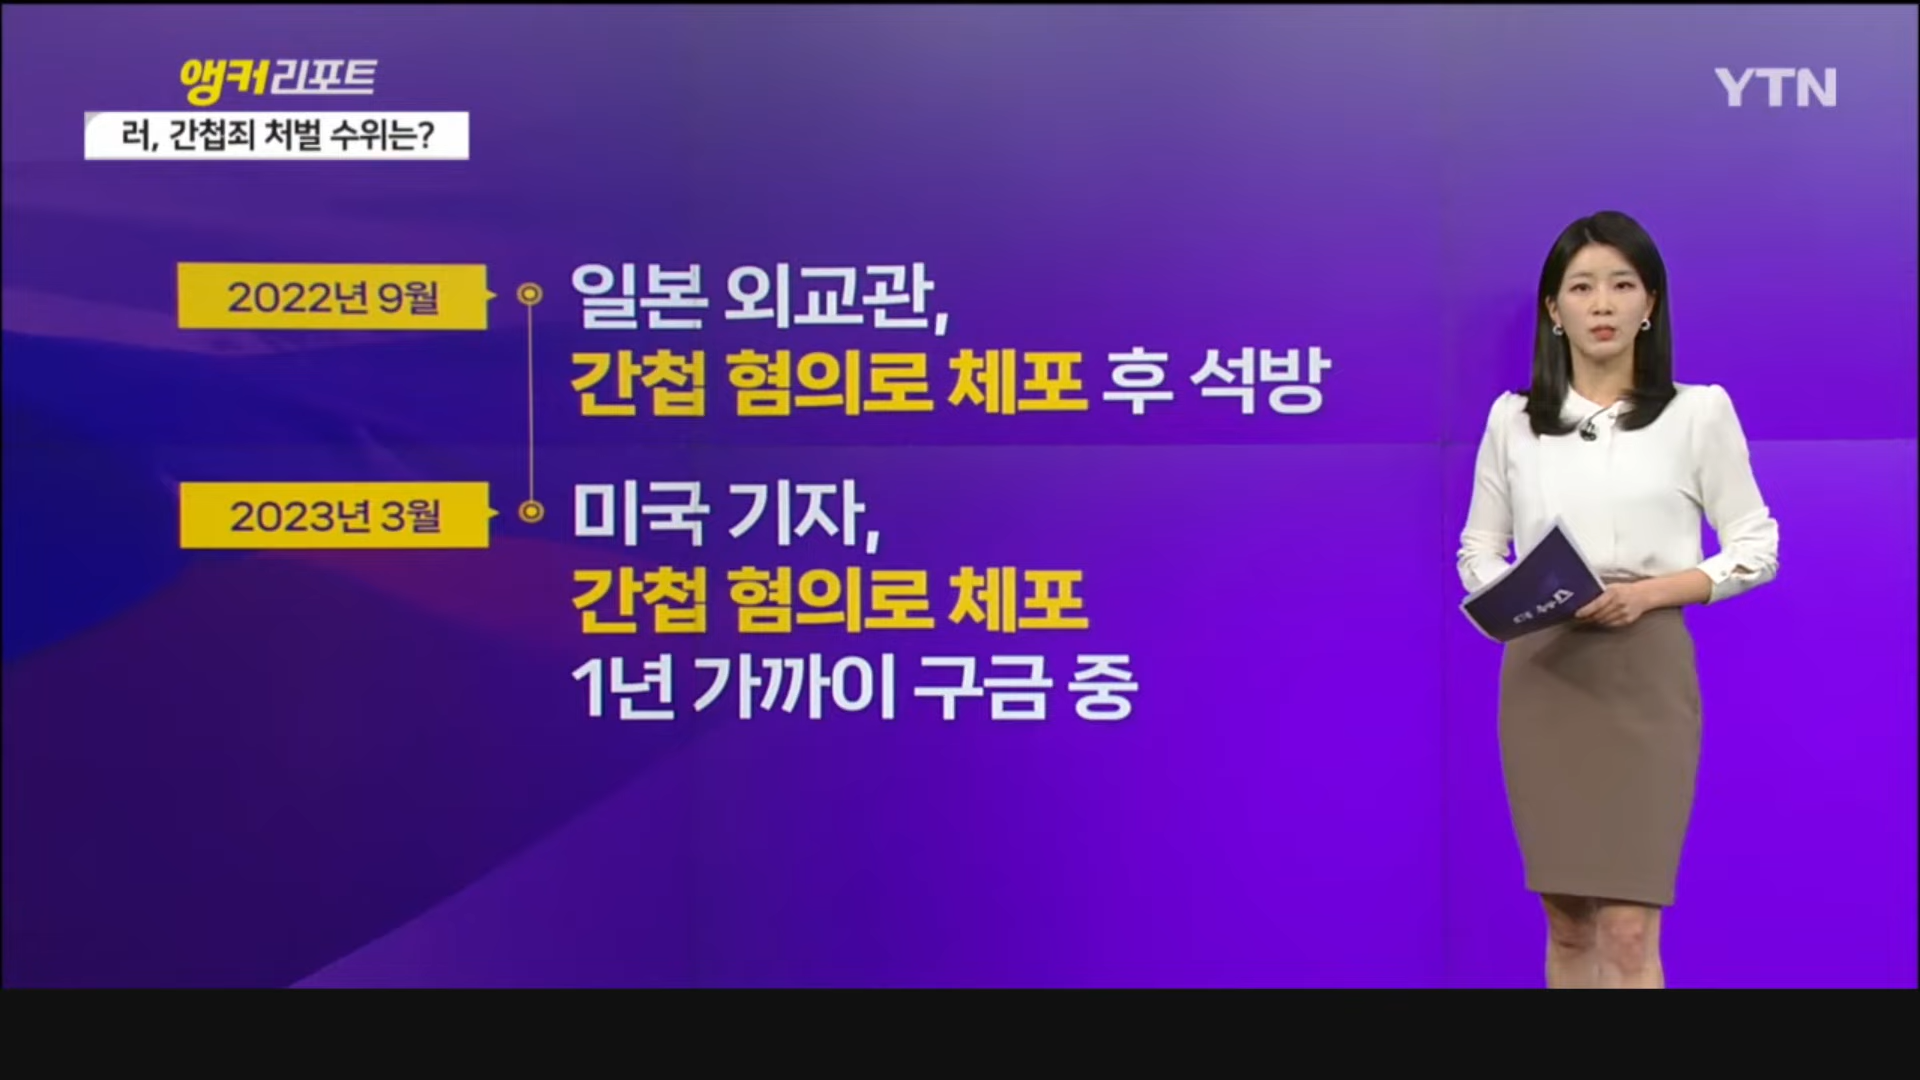 앵커리포트
YTN
러, 간첩죄 처벌 수위는?
2022년 9월
일본 외교관,
간첩 혐의로 체포 후 석방
2023년 3월
미국 기자,
간첩 혐의로 체포
1년 가까이 구금 중
더 뉴스